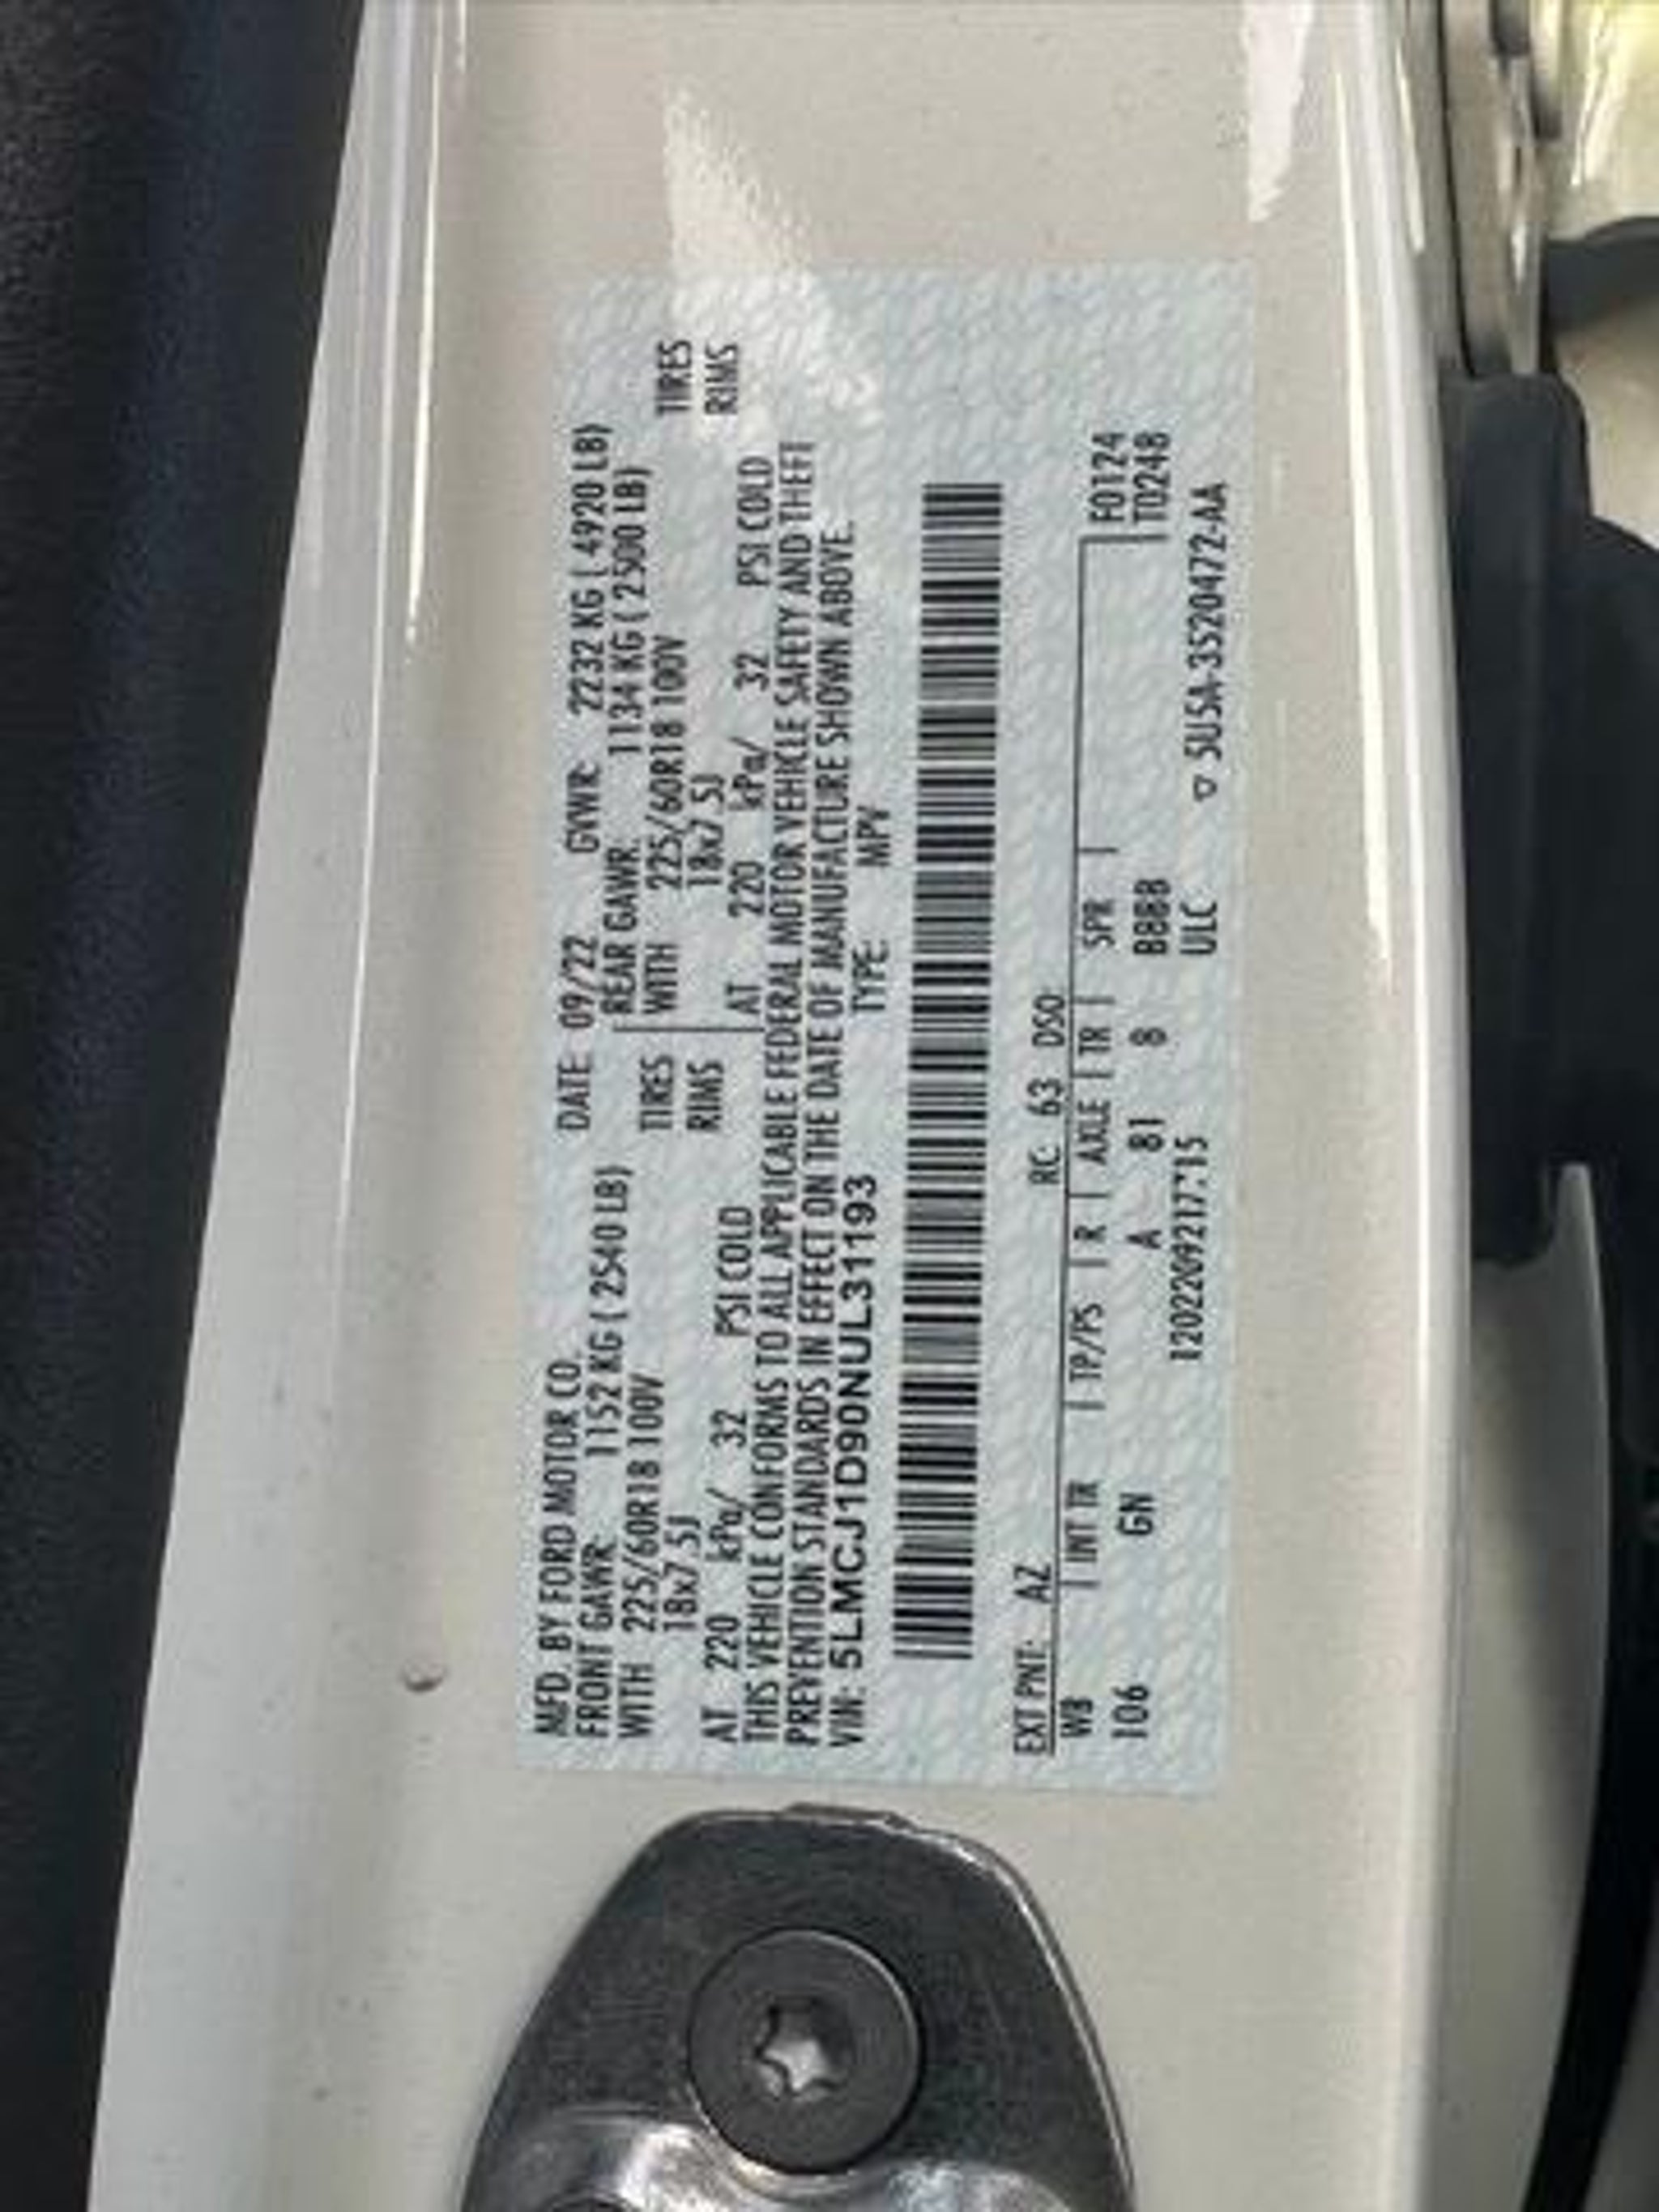 MFD. BY FORD MOTOR CO. DATE: 09/22 GVWR: 2232 KG ( 4920 LB)
FRONT GAWR: 1152 KG ( 2540 LB) REAR GAWR: 1134 KG ( 2500 LB)
WITH 225/60R18 100V TIRES WITH 225/60R18 100V TIRES
18x7.5J RIMS 18x7.5J RIMS
AT 220 kPa/ 32 PSI COLD AT 220 kPa/ 32 PSI COLD
THIS VEHICLE CONFORMS TO ALL APPLICABLE FEDERAL MOTOR VEHICLE SAFETY AND THEFT
PREVENTION STANDARDS IN EFFECT ON THE DATE OF MANUFACTURE SHOWN ABOVE.
VIN: 5LMCJ1D90NUL31193 TYPE: MPV
EXT PNT: AZ RC: 63 DSO:
WB | INT TR | TP/PS | R | AXLE | TR | SPR | F0124
106 GN A 81 8 BBBB T0248
ULC
▽ 5U5A-3520472-AA